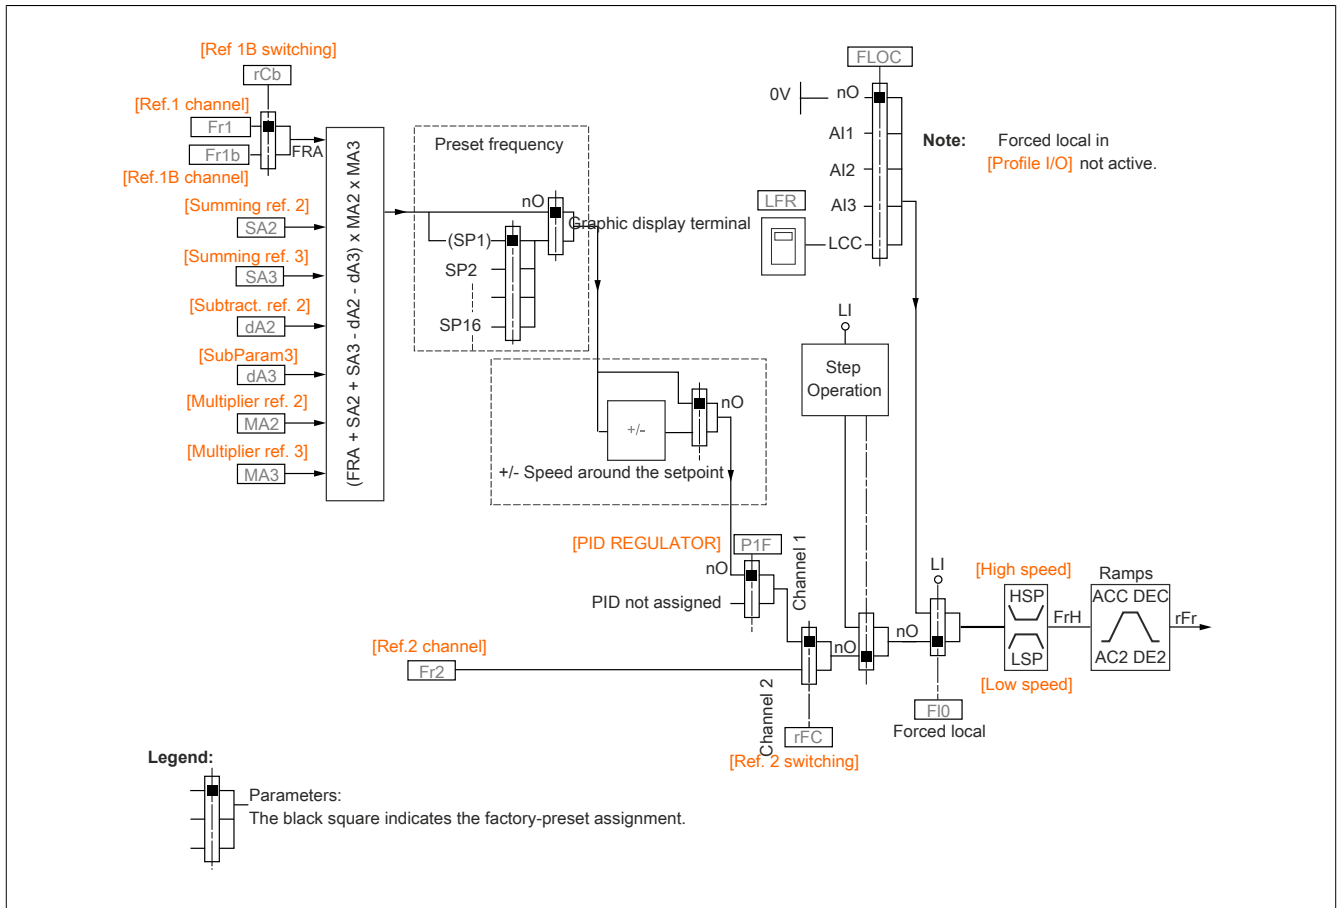 [Ref 1B switching]
rCb
[Ref.1 channel]
Fr1
Fr1b
FRA
[Ref.1B channel]
[Summing ref. 2]
SA2
[Summing ref. 3]
SA3
[Subtract. ref. 2]
dA2
[SubParam3]
dA3
[Multiplier ref. 2]
MA2
[Multiplier ref. 3]
MA3
(FRA + SA2 + SA3 - dA2 - dA3) x MA2 x MA3
Preset frequency
nO
(SP1)
SP2
SP16
+/-
nO
+/- Speed around the setpoint
FLOC
0V
nO
AI1
AI2
AI3
LCC
LFR
Graphic display terminal
Note: Forced local in
[Profile I/O] not active.
LI
Step
Operation
[PID REGULATOR]
P1F
nO
PID not assigned
Channel 1
[Ref.2 channel]
Fr2
Channel 2
nO
rFC
[Ref. 2 switching]
nO
LI
FI0
Forced local
[High speed]
HSP
LSP
[Low speed]
FrH
Ramps
ACC DEC
AC2 DE2
rFr
Legend:
Parameters:
The black square indicates the factory-preset assignment.